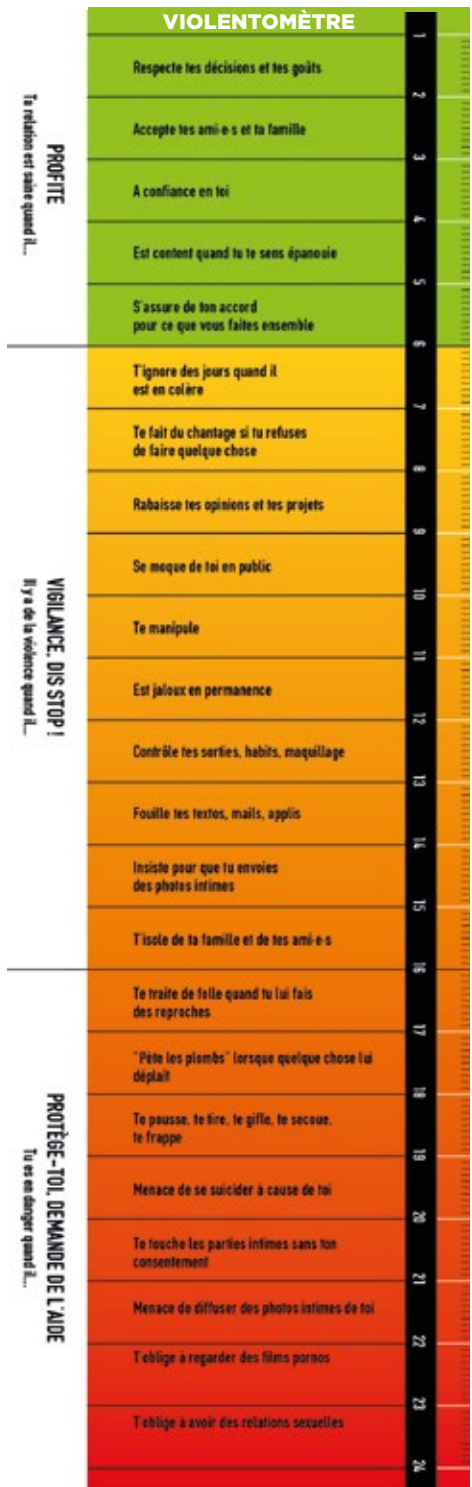 VIOLENTOMÈTRE
PROFITE
Ta relation est saine quand il...
1
Respecte tes décisions et tes goûts
2
Accepte tes ami·e·s et ta famille
3
A confiance en toi
4
Est content quand tu te sens épanouie
5
S'assure de ton accord
pour ce que vous faites ensemble
6
VIGILANCE, DIS STOP !
Il y a de la violence quand il...
T'ignore des jours quand il
est en colère
7
Te fait du chantage si tu refuses
de faire quelque chose
8
Rabaisse tes opinions et tes projets
9
Se moque de toi en public
10
Te manipule
11
Est jaloux en permanence
12
Contrôle tes sorties, habits, maquillage
13
Fouille tes textos, mails, applis
14
Insiste pour que tu envoies
des photos intimes
15
T'isole de ta famille et de tes ami·e·s
16
PROTÈGE-TOI, DEMANDE DE L'AIDE
Tu es en danger quand il...
Te traite de folle quand tu lui fais
des reproches
17
"Pète les plombs" lorsque quelque chose lui
déplaît
18
Te pousse, te tire, te gifle, te secoue,
te frappe
19
Menace de se suicider à cause de toi
20
Te touche les parties intimes sans ton
consentement
21
Menace de diffuser des photos intimes de toi
22
T'oblige à regarder des films pornos
23
T'oblige à avoir des relations sexuelles
24